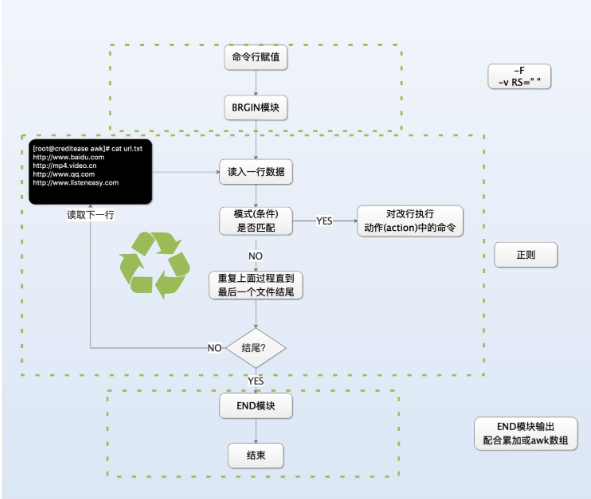 命令行赋值
-F
-v RS=" "
BRGIN模块
[root@creditease awk]# cat url.txt
http://www.baidu.com
http://mp4.video.cn
http://www.qq.com
http://www.listeneasy.com
读入一行数据
读取下一行
模式(条件)
是否匹配
YES
对改行执行
动作(action)中的命令
NO
正则
重复上面过程直到
最后一个文件结尾
NO
结尾?
YES
END模块
END模块输出
配合累加或awk数组
结束